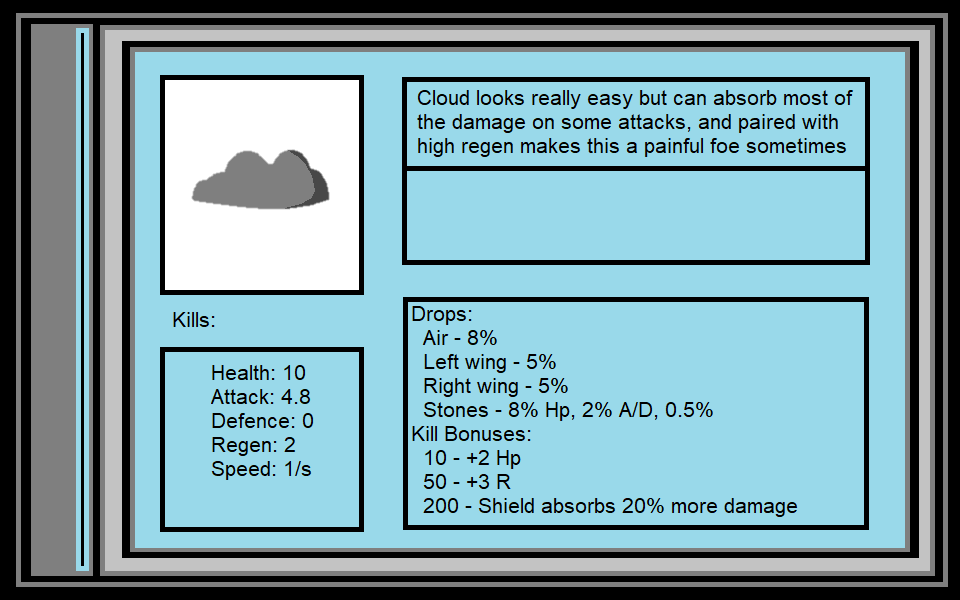 Cloud looks really easy but can absorb most of
the damage on some attacks, and paired with
high regen makes this a painful foe sometimes
Kills:
Health: 10
Attack: 4.8
Defence: 0
Regen: 2
Speed: 1/s
Drops:
Air - 8%
Left wing - 5%
Right wing - 5%
Stones - 8% Hp, 2% A/D, 0.5%
Kill Bonuses:
10 - +2 Hp
50 - +3 R
200 - Shield absorbs 20% more damage